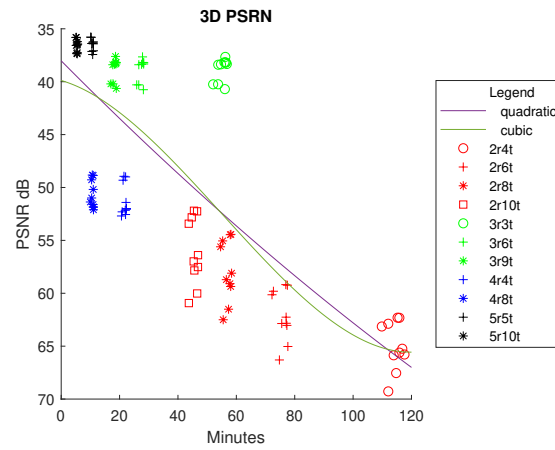 3D PSRN
35
40
45
50
55
60
65
70
PSNR dB
0
20
40
60
80
100
120
Minutes
Legend
quadratic
cubic
2r4t
2r6t
2r8t
2r10t
3r3t
3r6t
3r9t
4r4t
4r8t
5r5t
5r10t